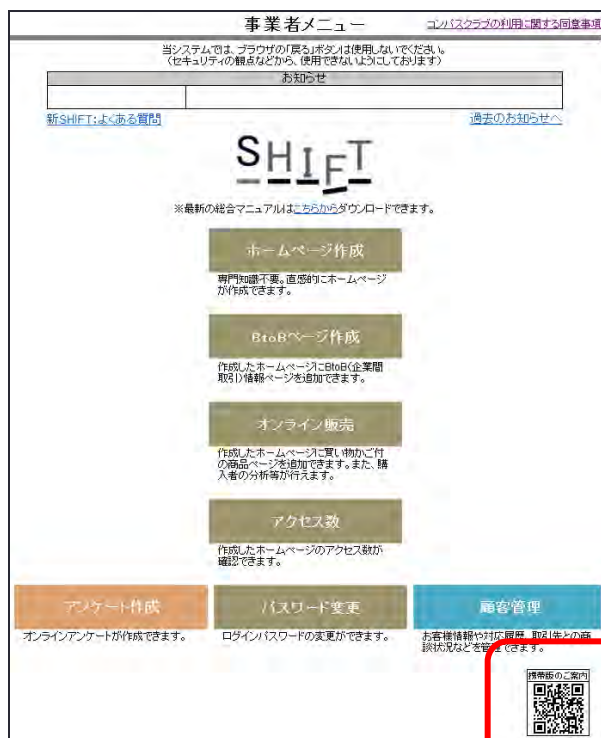 事業者メニュー
コンパスクラブの利用に関する同意事項
当システムでは、ブラウザの「戻る」ボタンは使用しないでください。
(セキュリティの観点などから、使用できないようにしております)
お知らせ
新SHIFT:よくある質問
過去のお知らせへ
SHIFT
※最新の総合マニュアルはこちらからダウンロードできます。
ホームページ作成
専門知識不要。直感的にホームページ
が作成できます。
BtoBページ作成
作成したホームページにBtoB(企業間
取引)情報ページを追加できます。
オンライン販売
作成したホームページに買い物かご付
の商品ページを追加できます。また、購
入者の分析等が行えます。
アクセス数
作成したホームページのアクセス数が
確認できます。
アンケート作成
パスワード変更
顧客管理
オンラインアンケートが作成できます。
ログインパスワードの変更ができます。
お客様情報や対応履歴、取引先との商
談状況などを管理できます。
携帯版のご案内